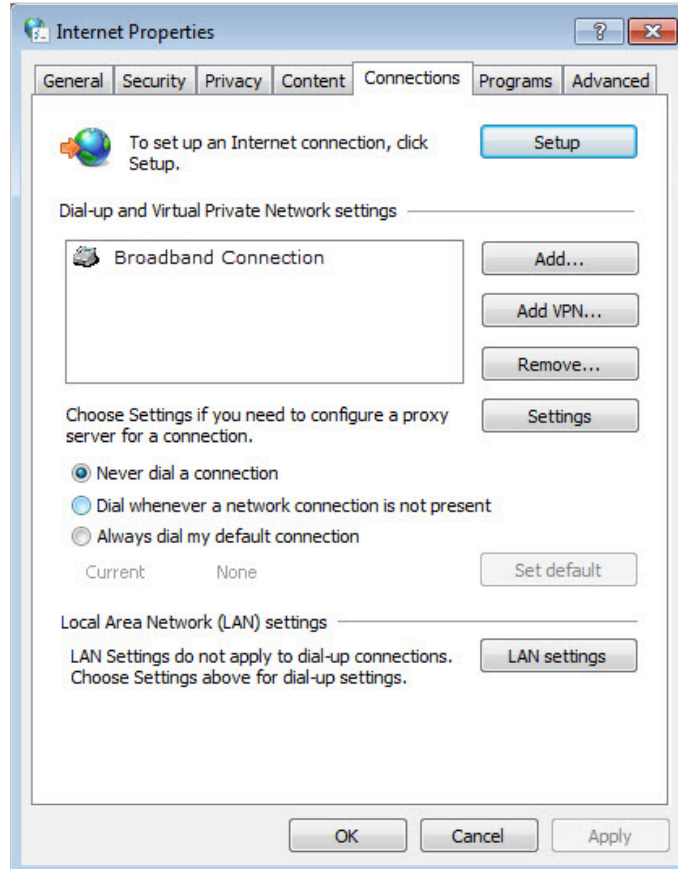 Internet Properties
General Security Privacy Content Connections Programs Advanced
To set up an Internet connection, click
Setup.
Setup
Dial-up and Virtual Private Network settings
Broadband Connection
Add...
Add VPN...
Remove...
Choose Settings if you need to configure a proxy
server for a connection.
Settings
Never dial a connection
Dial whenever a network connection is not present
Always dial my default connection
Current None
Set default
Local Area Network (LAN) settings
LAN Settings do not apply to dial-up connections.
Choose Settings above for dial-up settings.
LAN settings
OK Cancel Apply